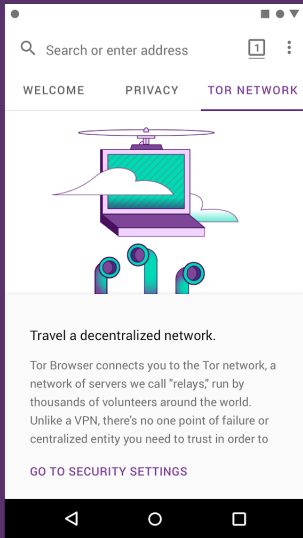 Search or enter address
1
WELCOME PRIVACY TOR NETWORK
Travel a decentralized network.
Tor Browser connects you to the Tor network, a
network of servers we call "relays," run by
thousands of volunteers around the world.
Unlike a VPN, there's no one point of failure or
centralized entity you need to trust in order to
GO TO SECURITY SETTINGS